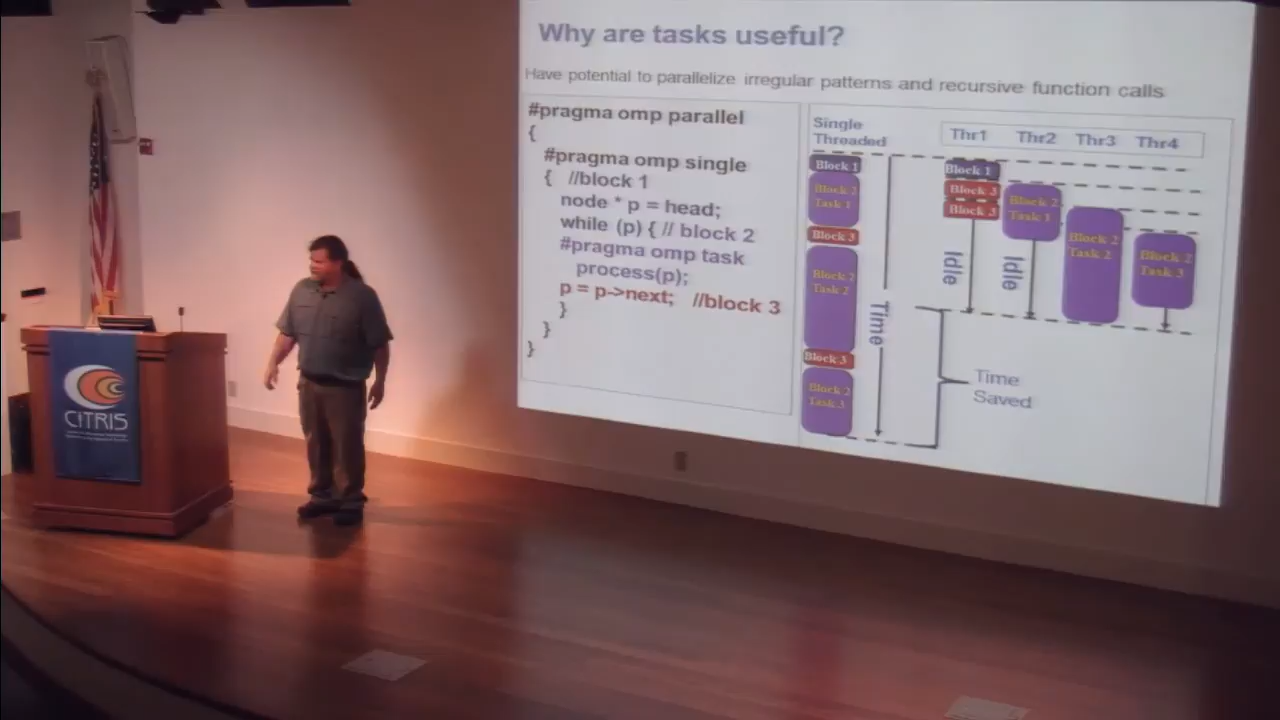 Why are tasks useful?
Have potential to parallelize irregular patterns and recursive function calls
#pragma omp parallel
{
#pragma omp single
{ //block 1
node * p = head;
while (p) { // block 2
#pragma omp task
process(p);
p = p->next; //block 3
}
}
}
Single
Threaded
Block 1
Block 2
Task 1
Block 3
Block 2
Task 2
Block 3
Block 2
Task 3
Time
Thr1 Thr2 Thr3 Thr4
Block 1
Block 3
Block 3
Idle
Block 2
Task 1
Idle
Block 2
Task 2
Block 2
Task 3
Time
Saved
CiTRIS